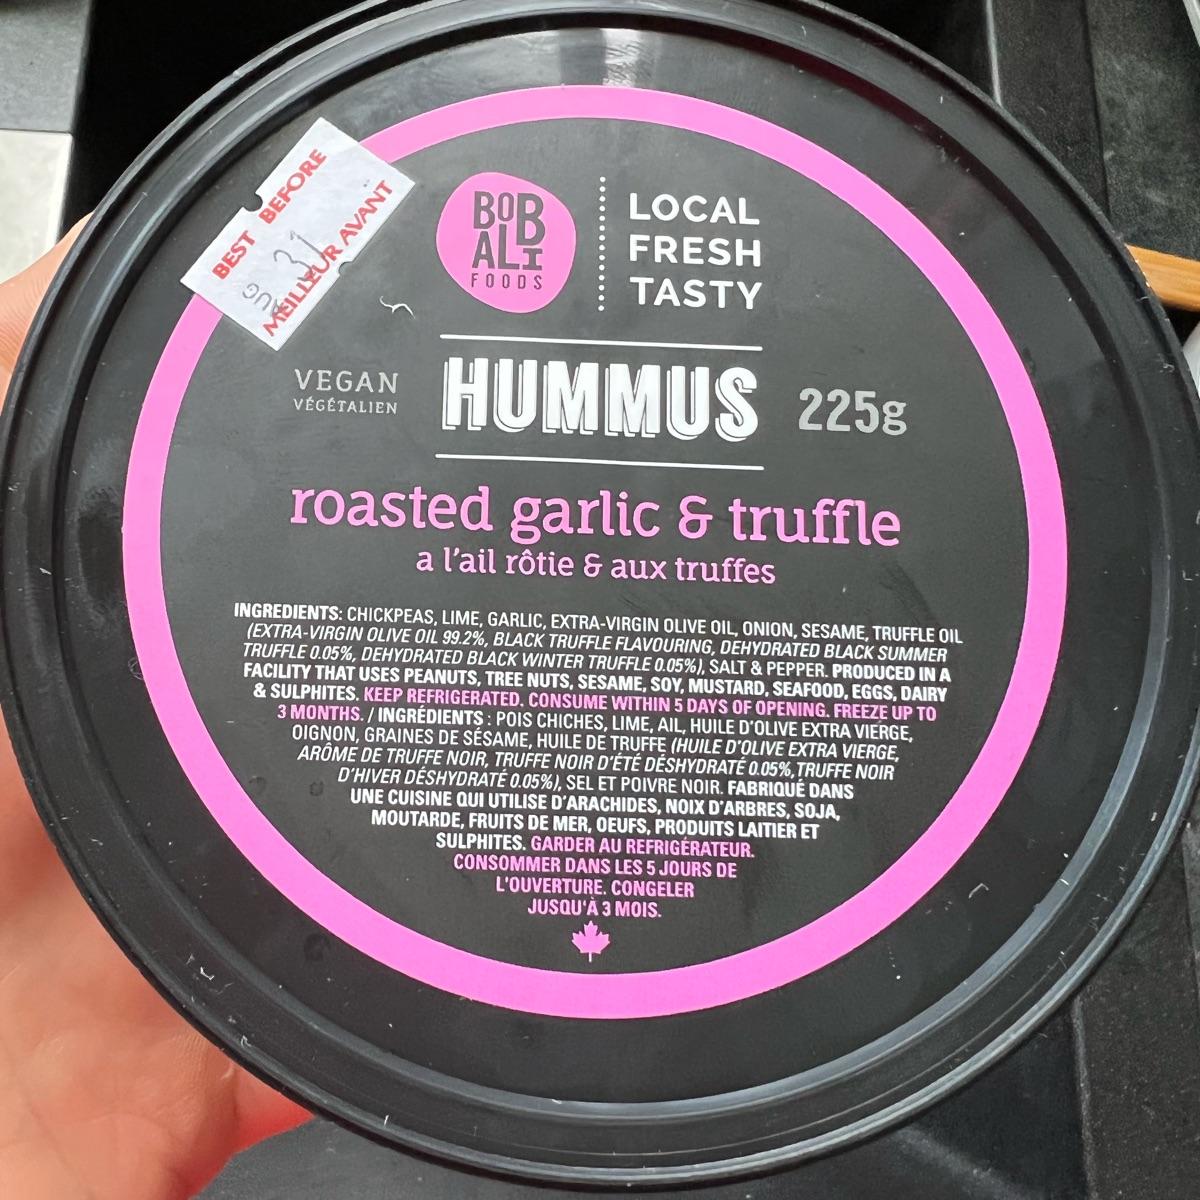 BEST BEFORE
AUG 31
MEILLEUR AVANT
BOB
ALI
FOODS
LOCAL
FRESH
TASTY
VEGAN
VÉGÉTALIEN
HUMMUS
225g
roasted garlic & truffle
a l'ail rôtie & aux truffes
INGREDIENTS: CHICKPEAS, LIME, GARLIC, EXTRA-VIRGIN OLIVE OIL, ONION, SESAME, TRUFFLE OIL
(EXTRA-VIRGIN OLIVE OIL 99.2%, BLACK TRUFFLE FLAVOURING, DEHYDRATED BLACK SUMMER
TRUFFLE 0.05%, DEHYDRATED BLACK WINTER TRUFFLE 0.05%), SALT & PEPPER. PRODUCED IN A
FACILITY THAT USES PEANUTS, TREE NUTS, SESAME, SOY, MUSTARD, SEAFOOD, EGGS, DAIRY
& SULPHITES. KEEP REFRIGERATED. CONSUME WITHIN 5 DAYS OF OPENING. FREEZE UP TO
3 MONTHS. / INGRÉDIENTS : POIS CHICHES, LIME, AIL, HUILE D'OLIVE EXTRA VIERGE,
OIGNON, GRAINES DE SÉSAME, HUILE DE TRUFFE (HUILE D'OLIVE EXTRA VIERGE,
ARÔME DE TRUFFE NOIR, TRUFFE NOIR D'ÉTÉ DÉSHYDRATÉ 0.05%,TRUFFE NOIR
D'HIVER DÉSHYDRATÉ 0.05%), SEL ET POIVRE NOIR. FABRIQUÉ DANS
UNE CUISINE QUI UTILISE D'ARACHIDES, NOIX D'ARBRES, SOJA,
MOUTARDE, FRUITS DE MER, OEUFS, PRODUITS LAITIER ET
SULPHITES. GARDER AU REFRIGÉRATEUR.
CONSOMMER DANS LES 5 JOURS DE
L'OUVERTURE. CONGELER
JUSQU'À 3 MOIS.